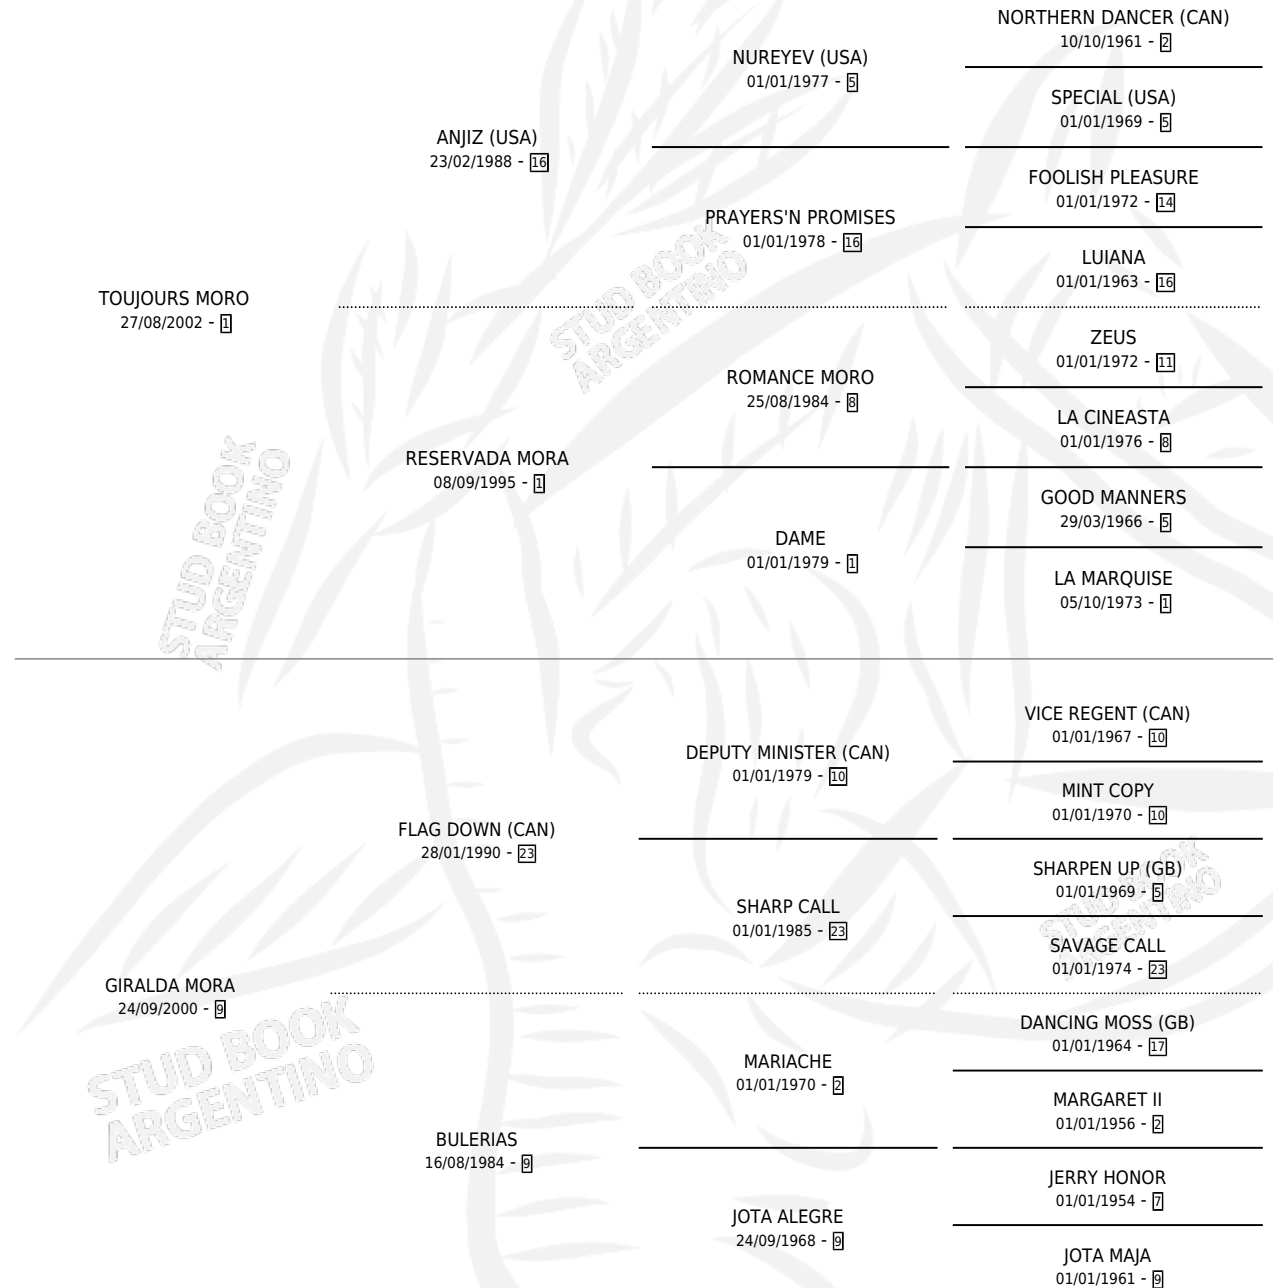 NORTHERN DANCER (CAN)
10/10/1961 - 2
NUREYEV (USA)
01/01/1977 - 5
SPECIAL (USA)
01/01/1969 - 5
ANJIZ (USA)
23/02/1988 - 16
FOOLISH PLEASURE
01/01/1972 - 14
PRAYERS'N PROMISES
01/01/1978 - 16
LUIANA
01/01/1963 - 16
TOUJOURS MORO
27/08/2002 - 1
ZEUS
01/01/1972 - 11
ROMANCE MORO
25/08/1984 - 8
LA CINEASTA
01/01/1976 - 8
RESERVADA MORA
08/09/1995 - 1
GOOD MANNERS
29/03/1966 - 5
DAME
01/01/1979 - 1
LA MARQUISE
05/10/1973 - 1
STUD BOOK
ARGENTINO
STUD BOOK
ARGENTINO
VICE REGENT (CAN)
01/01/1967 - 10
DEPUTY MINISTER (CAN)
01/01/1979 - 10
MINT COPY
01/01/1970 - 10
FLAG DOWN (CAN)
28/01/1990 - 23
SHARPEN UP (GB)
01/01/1969 - 5
SHARP CALL
01/01/1985 - 23
SAVAGE CALL
01/01/1974 - 23
GIRALDA MORA
24/09/2000 - 9
DANCING MOSS (GB)
01/01/1964 - 17
MARIACHE
01/01/1970 - 2
MARGARET II
01/01/1956 - 2
BULERIAS
16/08/1984 - 9
JERRY HONOR
01/01/1954 - 7
JOTA ALEGRE
24/09/1968 - 9
JOTA MAJA
01/01/1961 - 9
STUD BOOK
ARGENTINO
STUD BOOK
ARGENTINO